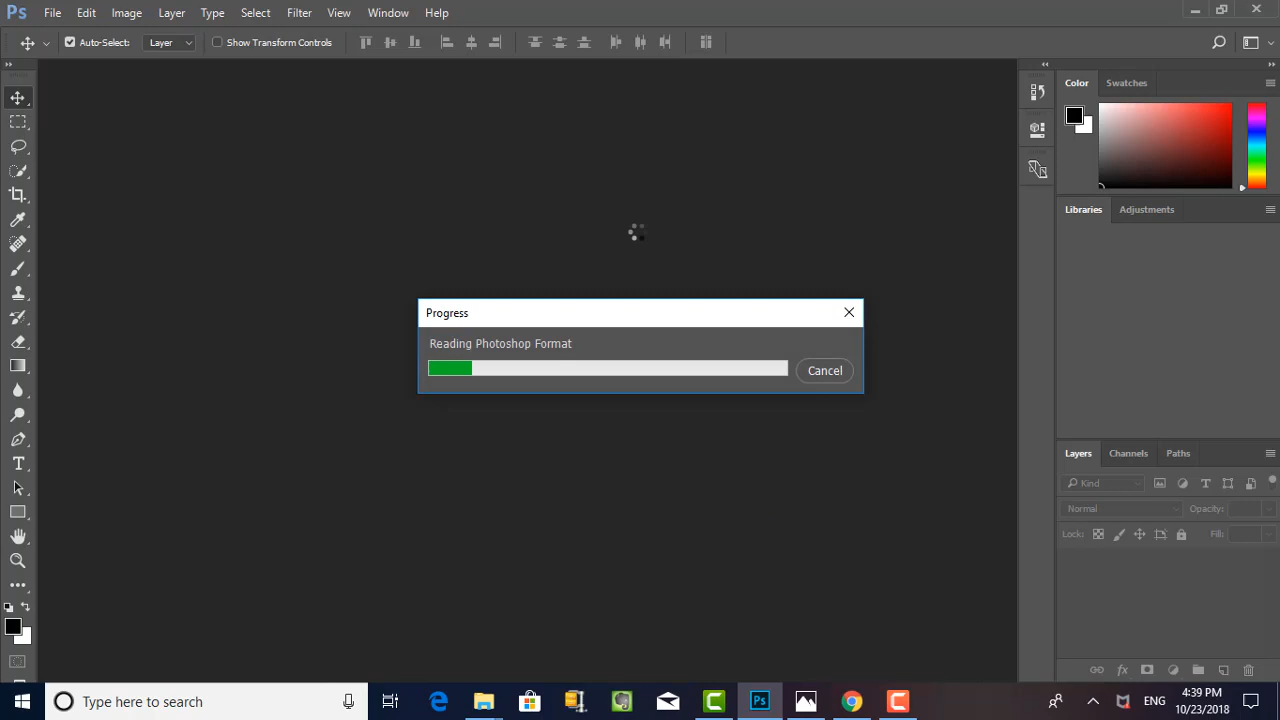 Ps File Edit Image Layer Type Select Filter View Window Help
Auto-Select: Layer Show Transform Controls
Color Swatches
Libraries Adjustments
Progress
Reading Photoshop Format
Cancel
Layers Channels Paths
Kind
Normal Opacity:
Lock: Fill:
Type here to search
Ps
ENG
4:39 PM
10/23/2018